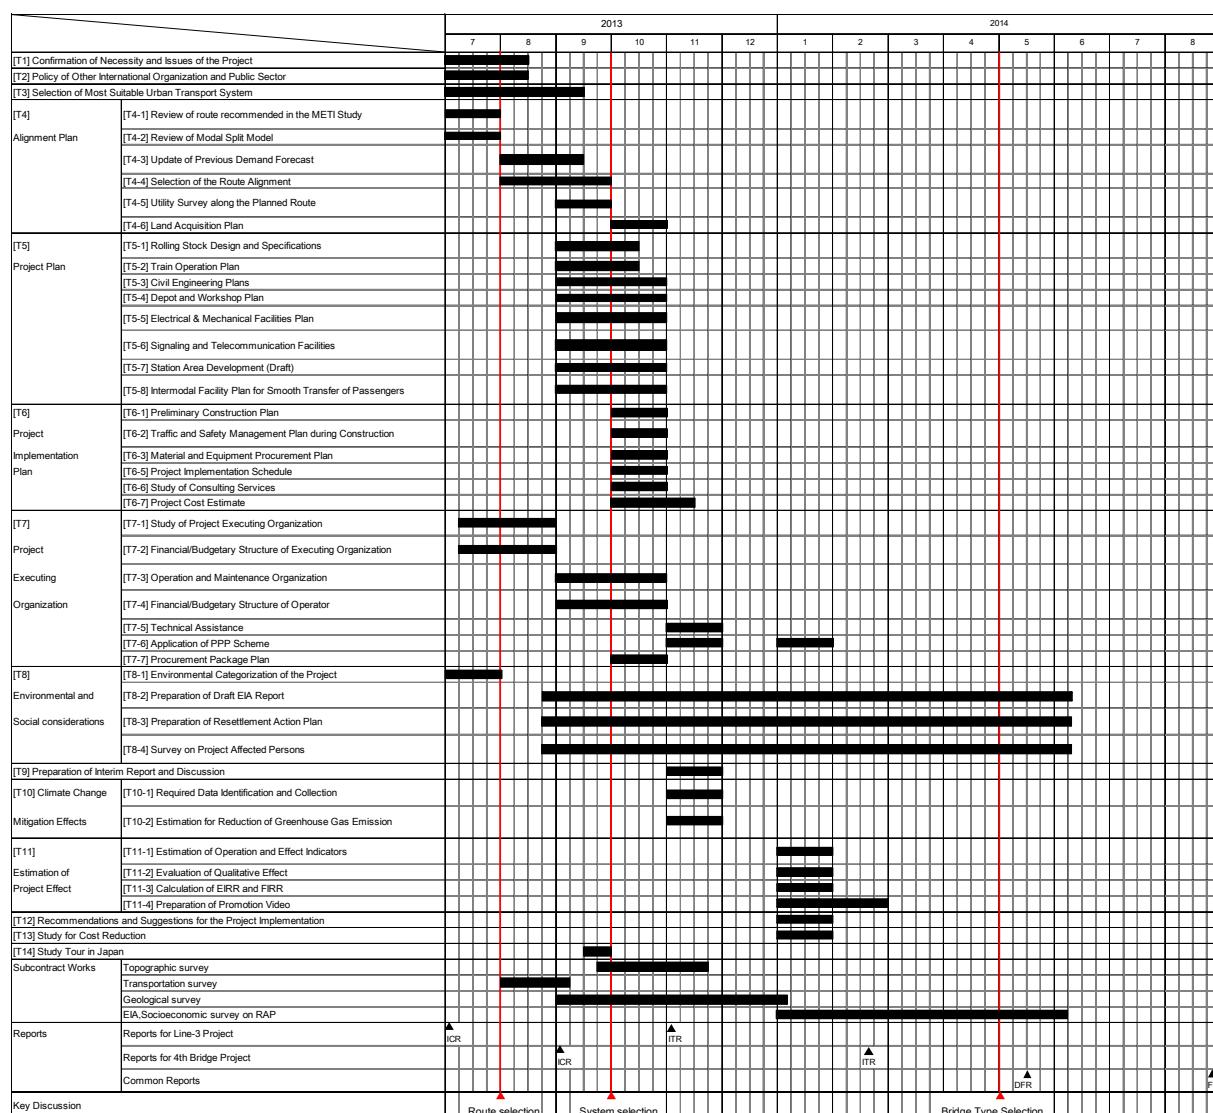 2013
2014
7 8 9 10 11 12 1 2 3 4 5 6 7 8
[T1] Confirmation of Necessity and Issues of the Project
[T2] Policy of Other International Organization and Public Sector
[T3] Selection of Most Suitable Urban Transport System
[T4] [T4-1] Review of route recommended in the METI Study
Alignment Plan [T4-2] Review of Modal Split Model
[T4-3] Update of Previous Demand Forecast
[T4-4] Selection of the Route Alignment
[T4-5] Utility Survey along the Planned Route
[T4-6] Land Acquisition Plan
[T5] [T5-1] Rolling Stock Design and Specifications
Project Plan [T5-2] Train Operation Plan
[T5-3] Civil Engineering Plans
[T5-4] Depot and Workshop Plan
[T5-5] Electrical & Mechanical Facilities Plan
[T5-6] Signaling and Telecommunication Facilities
[T5-7] Station Area Development (Draft)
[T5-8] Intermodal Facility Plan for Smooth Transfer of Passengers
[T6] [T6-1] Preliminary Construction Plan
Project [T6-2] Traffic and Safety Management Plan during Construction
Implementation [T6-3] Material and Equipment Procurement Plan
Plan [T6-5] Project Implementation Schedule
[T6-6] Study of Consulting Services
[T6-7] Project Cost Estimate
[T7] [T7-1] Study of Project Executing Organization
Project [T7-2] Financial/Budgetary Structure of Executing Organization
Executing [T7-3] Operation and Maintenance Organization
Organization [T7-4] Financial/Budgetary Structure of Operator
[T7-5] Technical Assistance
[T7-6] Application of PPP Scheme
[T7-7] Procurement Package Plan
[T8] [T8-1] Environmental Categorization of the Project
Environmental and [T8-2] Preparation of Draft EIA Report
Social considerations [T8-3] Preparation of Resettlement Action Plan
[T8-4] Survey on Project Affected Persons
[T9] Preparation of Interim Report and Discussion
[T10] Climate Change [T10-1] Required Data Identification and Collection
Mitigation Effects [T10-2] Estimation for Reduction of Greenhouse Gas Emission
[T11] [T11-1] Estimation of Operation and Effect Indicators
Estimation of [T11-2] Evaluation of Qualitative Effect
Project Effect [T11-3] Calculation of EIRR and FIRR
[T11-4] Preparation of Promotion Video
[T12] Recommendations and Suggestions for the Project Implementation
[T13] Study for Cost Reduction
[T14] Study Tour in Japan
Subcontract Works Topographic survey
Transportation survey
Geological survey
EIA,Socioeconomic survey on RAP
Reports Reports for Line-3 Project ICR ITR
Reports for 4th Bridge Project ICR ITR
Common Reports DFR F
Key Discussion Route selection System selection Bridge Type Selection